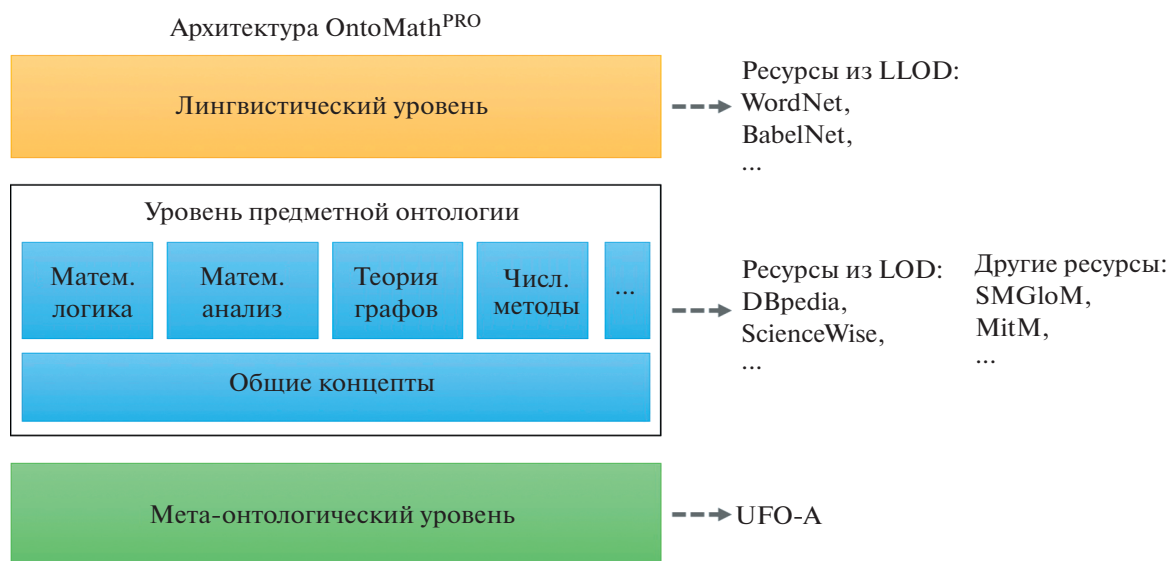 Архитектура OntoMathPRO
Лингвистический уровень
Ресурсы из LLOD:
WordNet,
BabelNet,
...
Уровень предметной онтологии
Матем.
логика
Матем.
анализ
Теория
графов
Числ.
методы
...
Общие концепты
Ресурсы из LOD:
DBpedia,
ScienceWise,
...
Другие ресурсы:
SMGloM,
MitM,
...
Мета-онтологический уровень
UFO-A